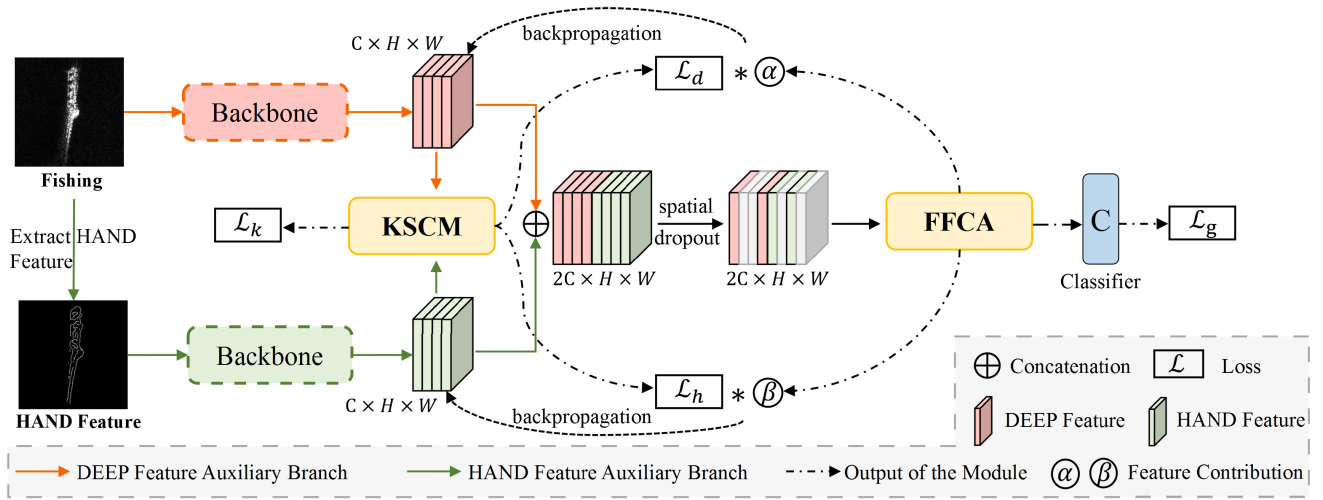 C × H × W
backpropagation
ℒd ∗ α
Backbone
Fishing
KSCM
ℒk
Extract HAND
Feature
spatial
dropout
FFCA
C
ℒg
2C × H × W
2C × H × W
Classifier
Backbone
HAND Feature
C × H × W
ℒh ∗ β
backpropagation
Concatenation
ℒ Loss
DEEP Feature
HAND Feature
DEEP Feature Auxiliary Branch
HAND Feature Auxiliary Branch
Output of the Module
α β Feature Contribution